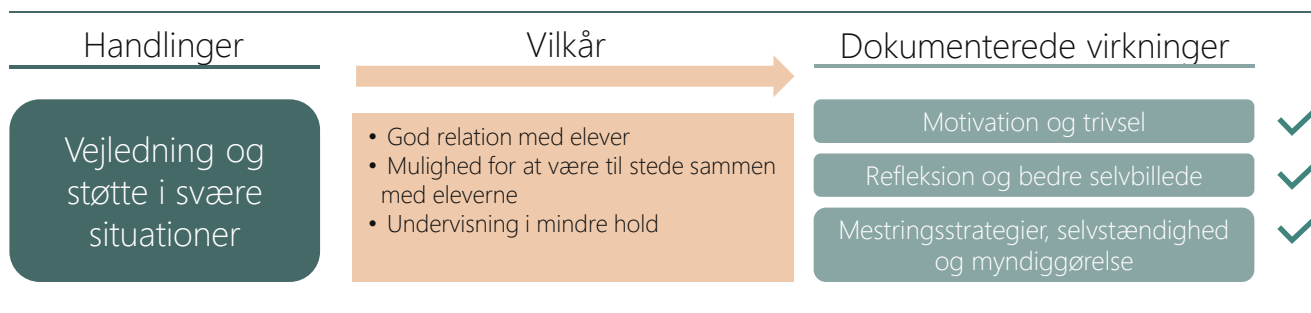 Handlinger
Vilkår
Dokumenterede virkninger
Vejledning og
støtte i svære
situationer
• God relation med elever
• Mulighed for at være til stede sammen
med eleverne
• Undervisning i mindre hold
Motivation og trivsel
Refleksion og bedre selvbillede
Mestringsstrategier, selvstændighed
og myndiggørelse